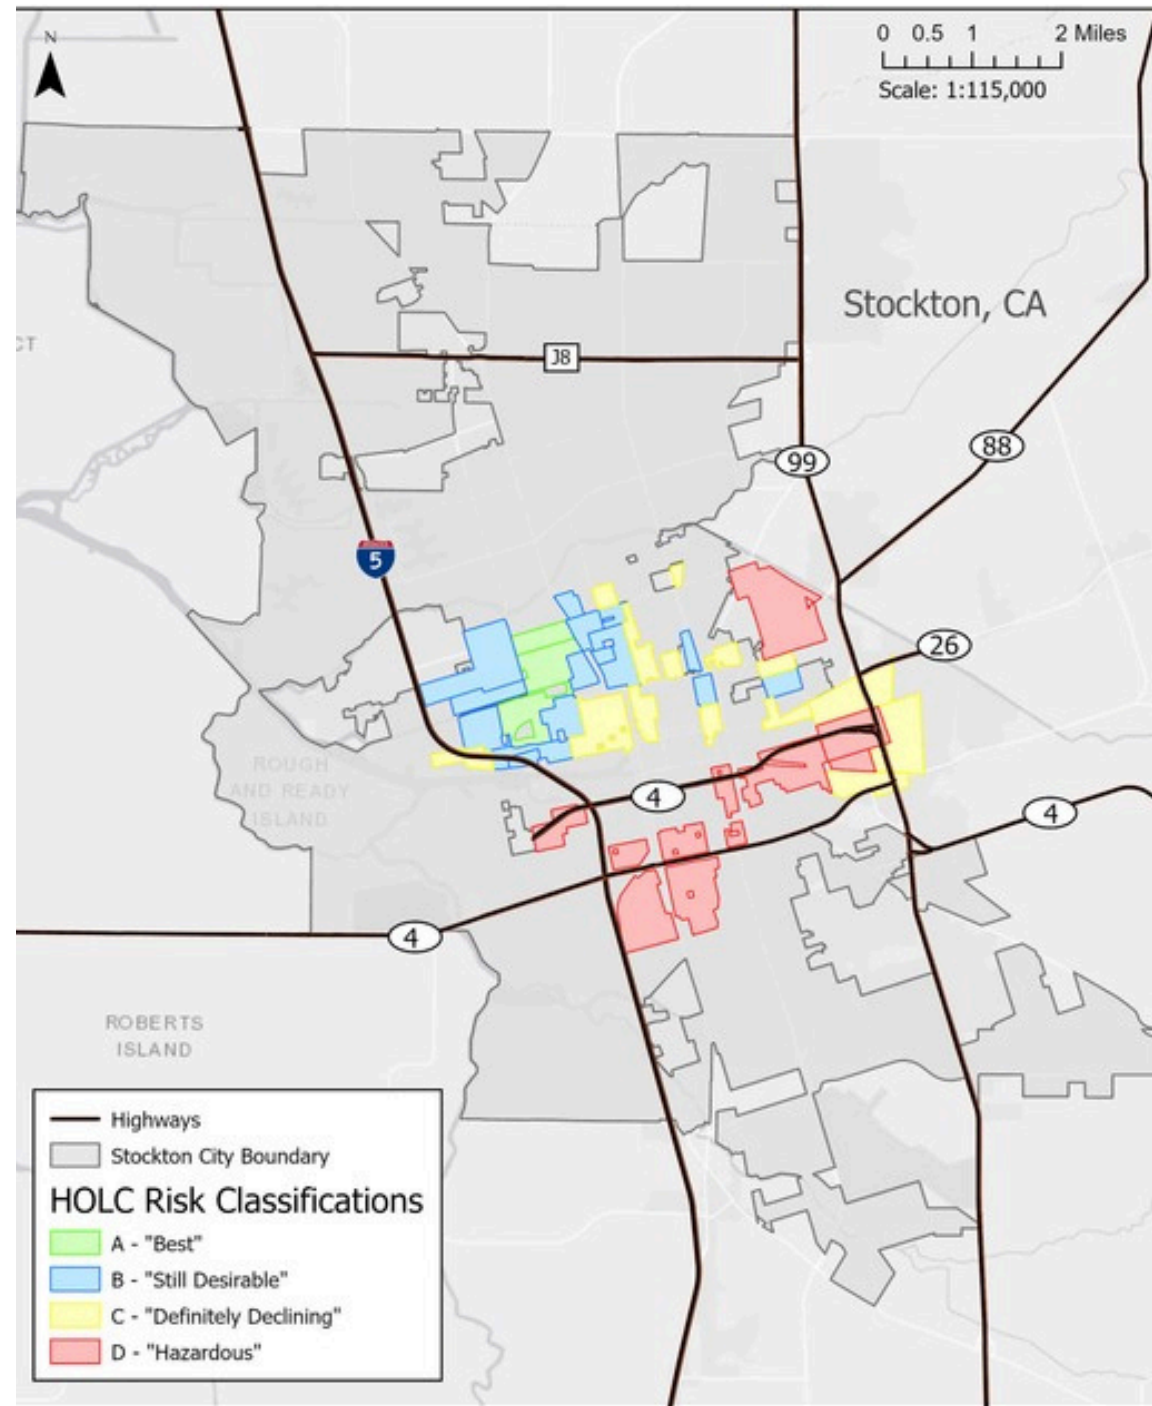 N
0 0.5 1 2 Miles
Scale: 1:115,000
Stockton, CA
CT
J8
99
88
5
26
ROUGH
AND READY
ISLAND
4
4
4
ROBERTS
ISLAND
Highways
Stockton City Boundary
HOLC Risk Classifications
A - "Best"
B - "Still Desirable"
C - "Definitely Declining"
D - "Hazardous"